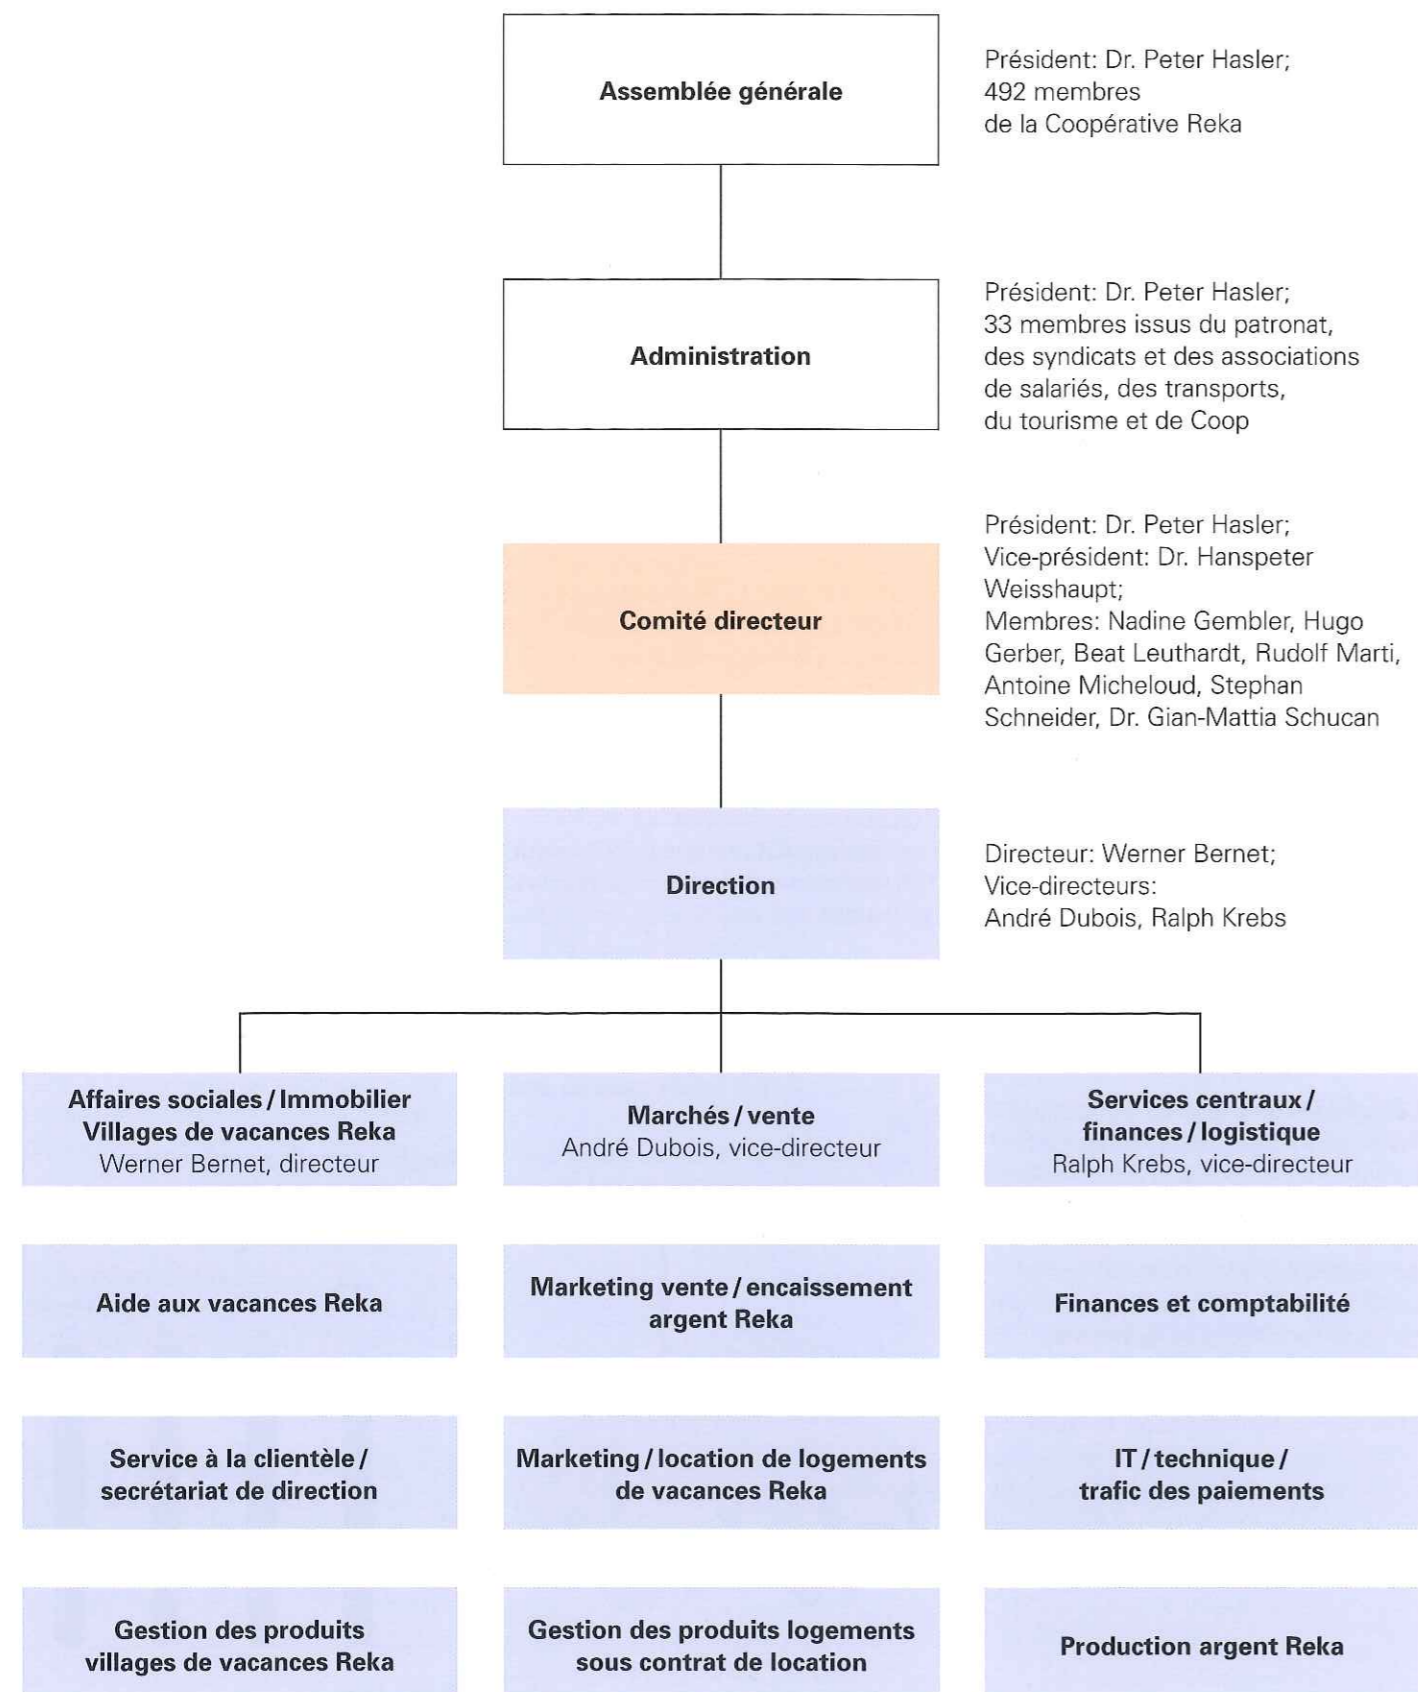 Assemblée générale
Président: Dr. Peter Hasler;
492 membres
de la Coopérative Reka
Administration
Président: Dr. Peter Hasler;
33 membres issus du patronat,
des syndicats et des associations
de salariés, des transports,
du tourisme et de Coop
Comité directeur
Président: Dr. Peter Hasler;
Vice-président: Dr. Hanspeter
Weisshaupt;
Membres: Nadine Gembler, Hugo
Gerber, Beat Leuthardt, Rudolf Marti,
Antoine Micheloud, Stephan
Schneider, Dr. Gian-Mattia Schucan
Direction
Directeur: Werner Bernet;
Vice-directeurs:
André Dubois, Ralph Krebs
Affaires sociales / Immobilier
Villages de vacances Reka
Werner Bernet, directeur
Marchés / vente
André Dubois, vice-directeur
Services centraux /
finances / logistique
Ralph Krebs, vice-directeur
Aide aux vacances Reka
Marketing vente / encaissement
argent Reka
Finances et comptabilité
Service à la clientèle /
secrétariat de direction
Marketing / location de logements
de vacances Reka
IT / technique /
trafic des paiements
Gestion des produits
villages de vacances Reka
Gestion des produits logements
sous contrat de location
Production argent Reka